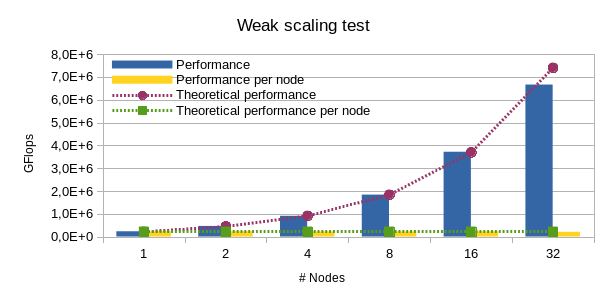 Weak scaling test
GFlops
8,0E+6
7,0E+6
6,0E+6
5,0E+6
4,0E+6
3,0E+6
2,0E+6
1,0E+6
0,0E+0
Performance
Performance per node
Theoretical performance
Theoretical performance per node
1 2 4 8 16 32
# Nodes